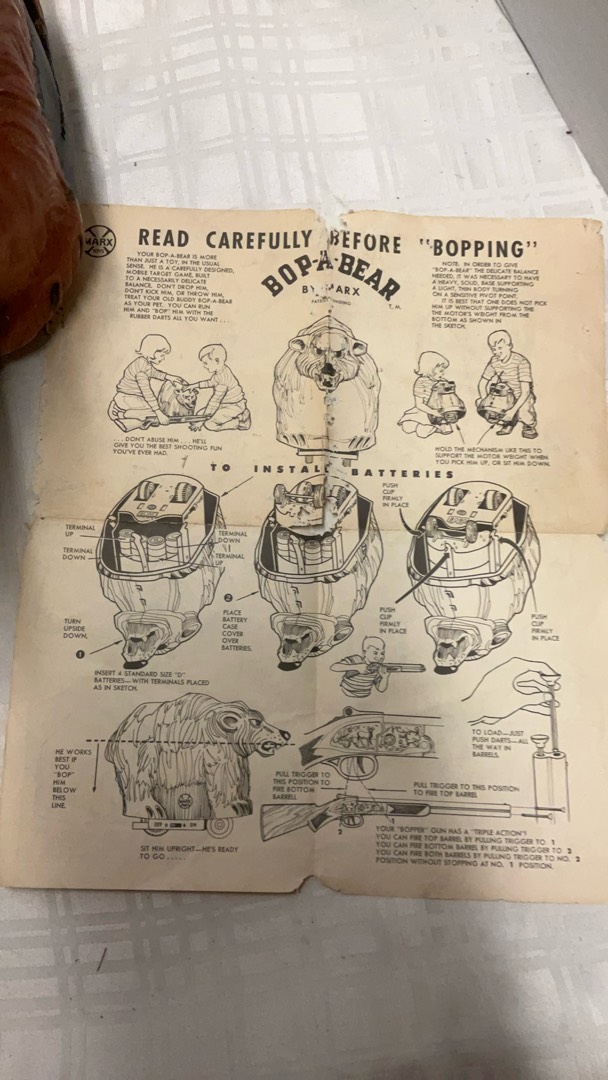 MARX
TOYS
READ CAREFULLY BEFORE "BOPPING"
YOUR BOP-A-BEAR IS MORE
THAN JUST A TOY, IN THE USUAL
SENSE. HE IS A CAREFULLY DESIGNED,
MOBILE TARGET GAME, BUILT
TO A NECESSARILY DELICATE
BALANCE. DON'T DROP HIM,
DON'T KICK HIM, OR THROW HIM,
TREAT YOUR OLD BUDDY BOP-A-BEAR
AS YOUR PET. YOU CAN RUN
HIM AND "BOP" HIM WITH THE
RUBBER DARTS ALL YOU WANT . . .
BOP-A-BEAR
BY MARX
T.M.
NOTE: IN ORDER TO GIVE
"BOP-A-BEAR" THE DELICATE BALANCE
NEEDED, IT WAS NECESSARY TO HAVE
A HEAVY, SOLID, BASE SUPPORTING
A LIGHT, THIN BODY TURNING
ON A SENSITIVE PIVOT POINT.
IT IS BEST THAT ONE DOES NOT PICK
HIM UP WITHOUT SUPPORTING THE
THE MOTOR'S WEIGHT FROM THE
BOTTOM AS SHOWN IN
THE SKETCH.
. . . DON'T ABUSE HIM . . . HE'LL
GIVE YOU THE BEST SHOOTING FUN
YOU'VE EVER HAD.
HOLD THE MECHANISM LIKE THIS TO
SUPPORT THE MOTOR WEIGHT WHEN
YOU PICK HIM UP, OR SIT HIM DOWN.
TO INSTALL BATTERIES
TERMINAL
UP
TERMINAL
DOWN
TERMINAL
DOWN
TERMINAL
UP
TURN
UPSIDE
DOWN.
1
INSERT 4 STANDARD SIZE "D"
BATTERIES—WITH TERMINALS PLACED
AS IN SKETCH.
2
PLACE
BATTERY
CASE
COVER
OVER
BATTERIES.
PUSH
CLIP
FIRMLY
IN PLACE
PUSH
CLIP
FIRMLY
IN PLACE
PUSH
CLIP
FIRMLY
IN PLACE
HE WORKS
BEST IF
YOU
"BOP"
HIM
BELOW
THIS
LINE.
OFF
ON
SIT HIM UPRIGHT—HE'S READY
TO GO . . . . .
PULL TRIGGER TO
THIS POSITION TO
FIRE BOTTOM
BARRELL
PULL TRIGGER TO THIS POSITION
TO FIRE TOP BARREL
2
1
TO LOAD—JUST
PUSH DARTS—ALL
THE WAY IN
BARRELS.
YOUR "BOPPER" GUN HAS A "TRIPLE ACTION"!
YOU CAN FIRE TOP BARREL BY PULLING TRIGGER TO 1
YOU CAN FIRE BOTTOM BARREL BY PULLING TRIGGER TO 2
YOU CAN FIRE BOTH BARRELS BY PULLING TRIGGER TO NO. 2
POSITION WITHOUT STOPPING AT NO. 1 POSITION.